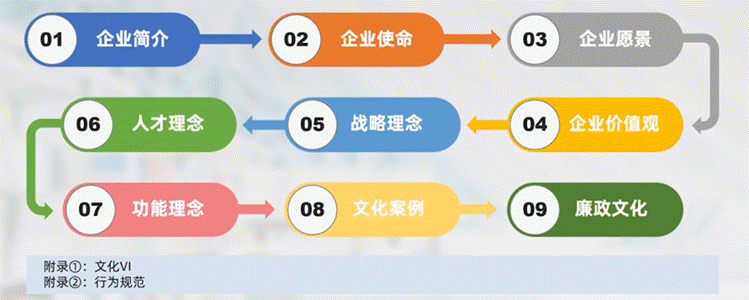 01 企业简介
02 企业使命
03 企业愿景
04 企业价值观
05 战略理念
06 人才理念
07 功能理念
08 文化案例
09 廉政文化
附录①：文化VI
附录②：行为规范